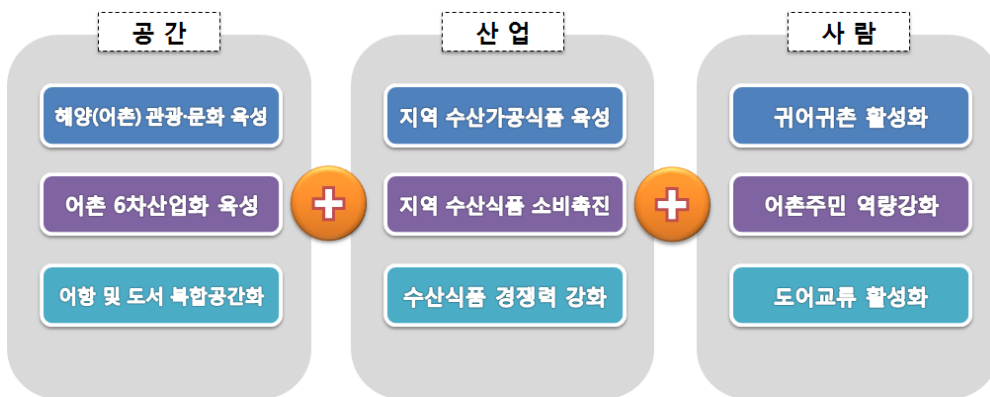 공 간
해양(어촌) 관광·문화 육성
어촌 6차산업화 육성
어항 및 도서 복합공간화
산 업
지역 수산가공식품 육성
지역 수산식품 소비촉진
수산식품 경쟁력 강화
사 람
귀어귀촌 활성화
어촌주민 역량강화
도어교류 활성화